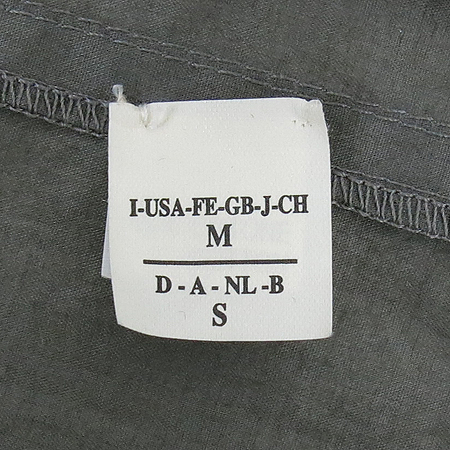 I-USA-FE-GB-J-CH
M
D - A - NL -B
S